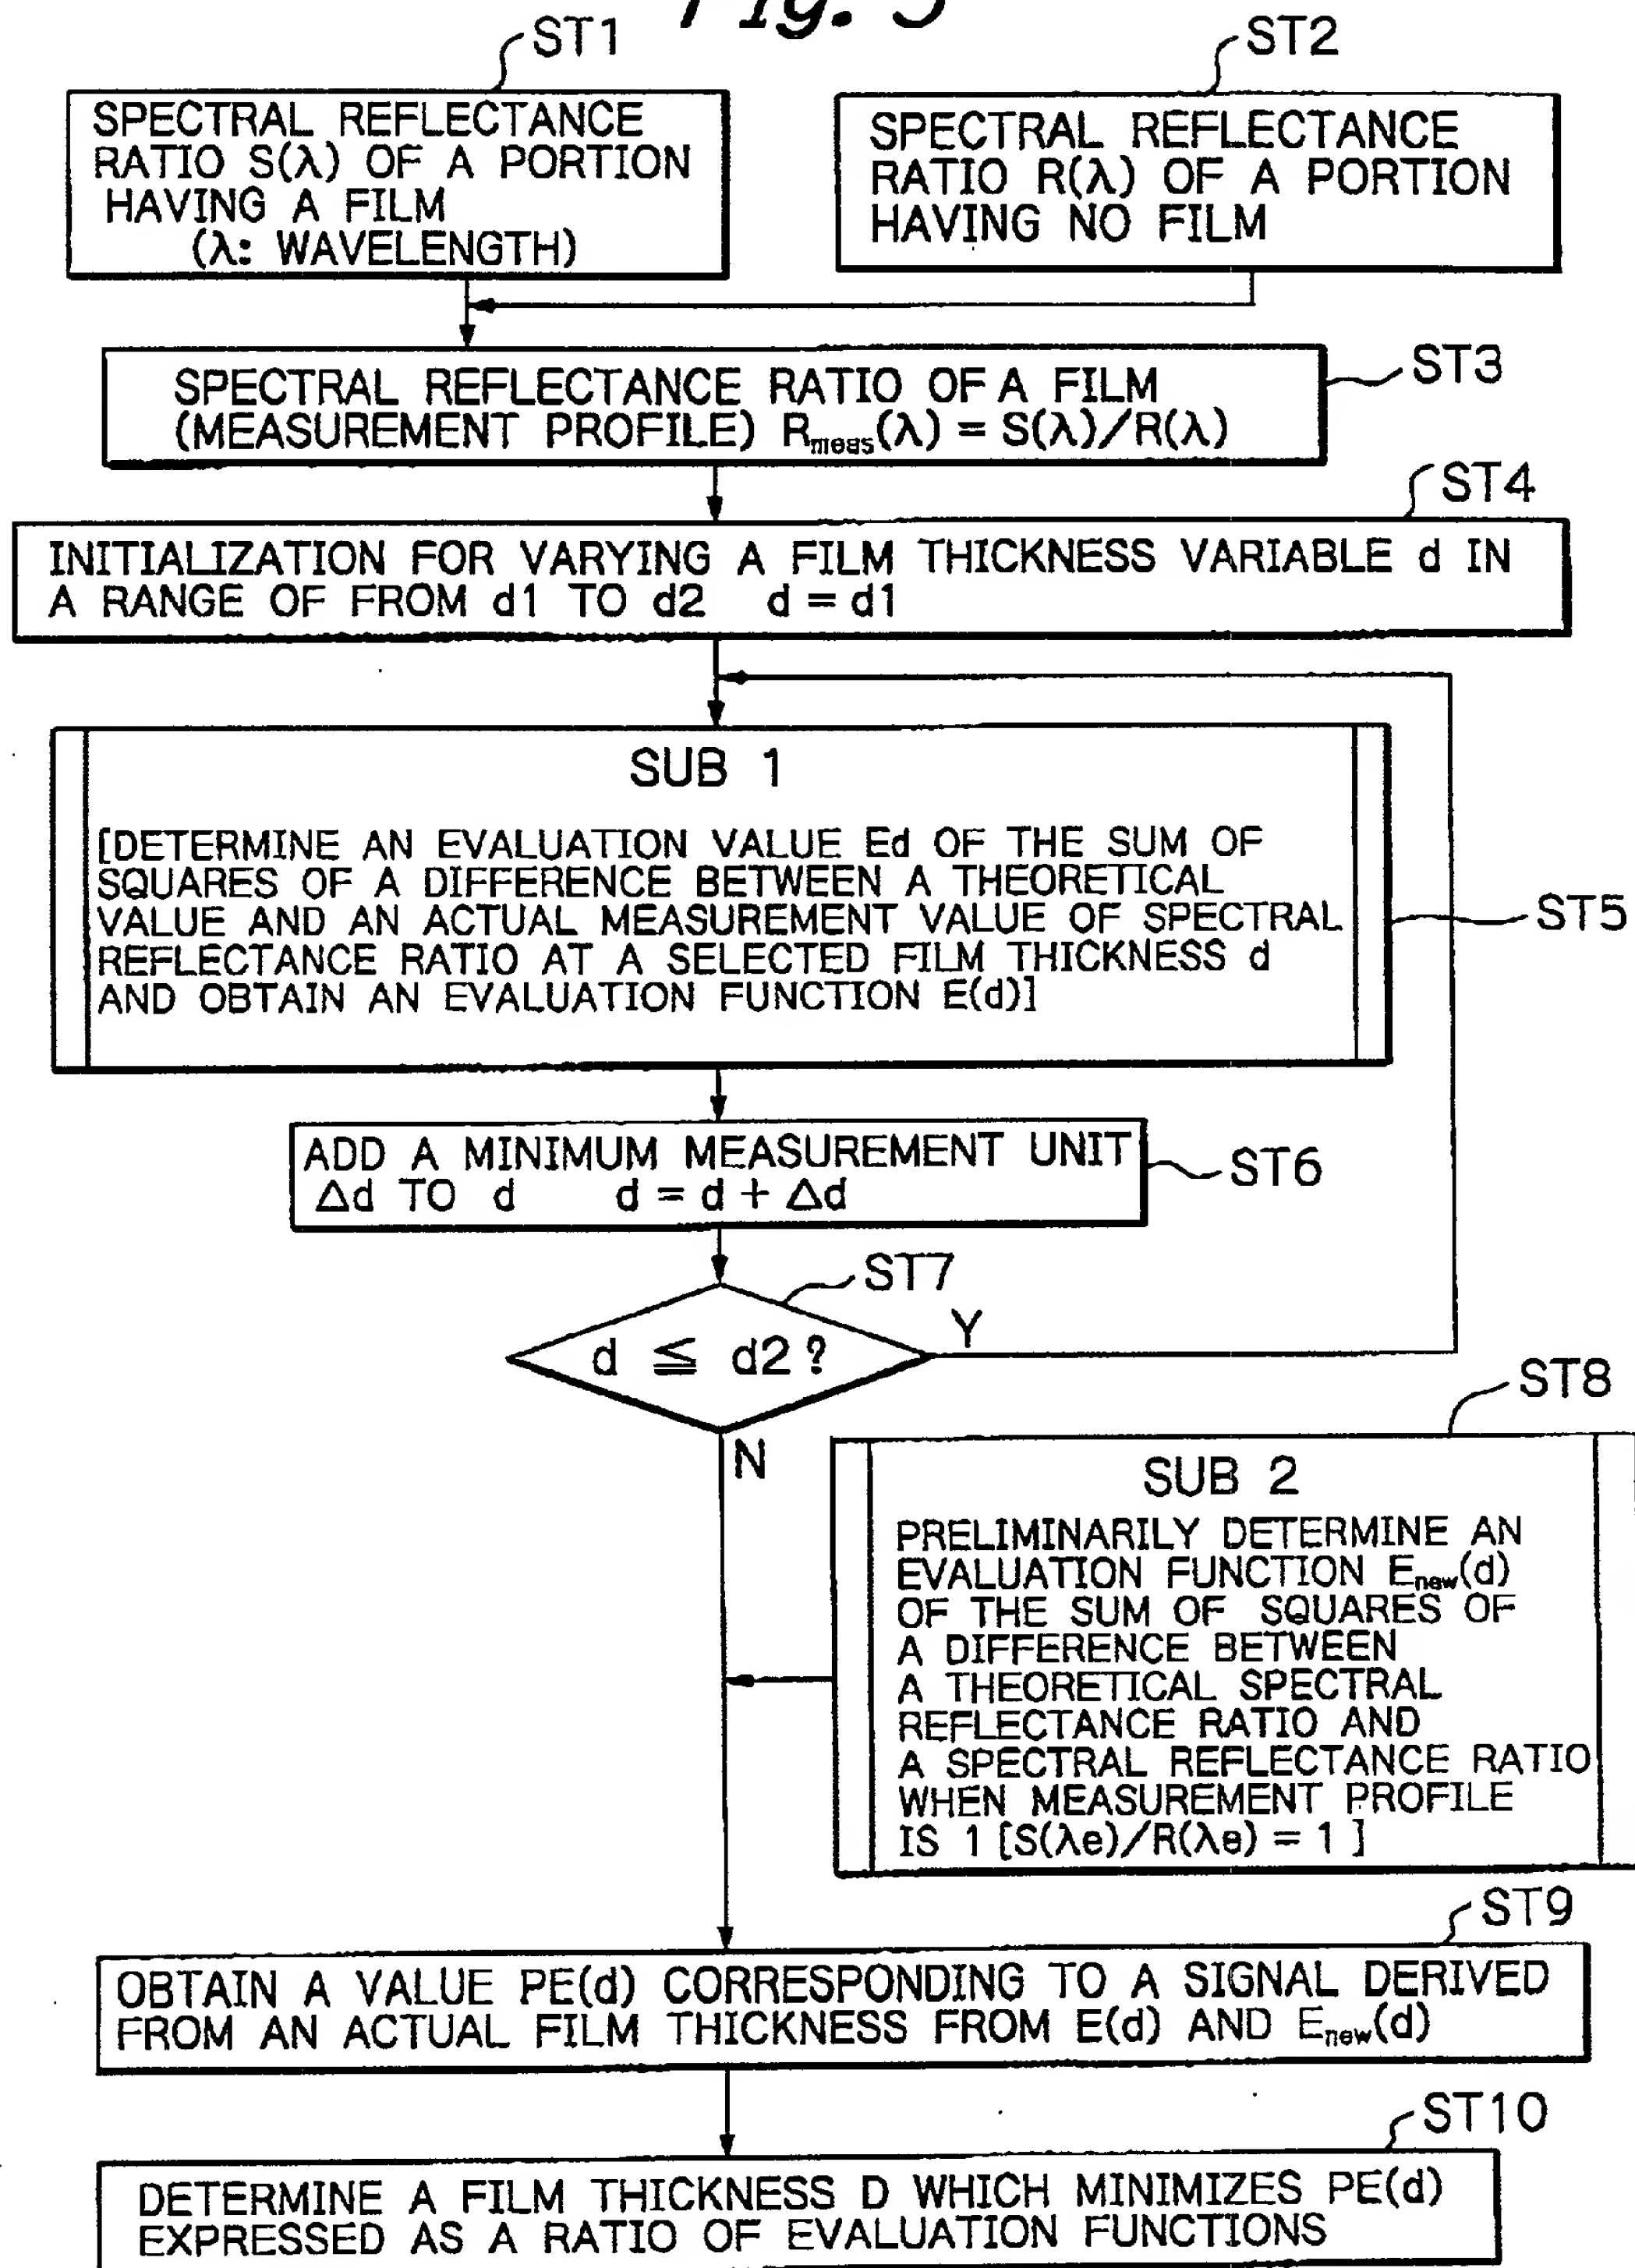 Fig. 5
ST1
SPECTRAL REFLECTANCE
RATIO S(λ) OF A PORTION
HAVING A FILM
(λ: WAVELENGTH)
ST2
SPECTRAL REFLECTANCE
RATIO R(λ) OF A PORTION
HAVING NO FILM
SPECTRAL REFLECTANCE RATIO OF A FILM
(MEASUREMENT PROFILE) Rmeas(λ) = S(λ)/R(λ)
ST3
ST4
INITIALIZATION FOR VARYING A FILM THICKNESS VARIABLE d IN
A RANGE OF FROM d1 TO d2 d = d1
SUB 1
[DETERMINE AN EVALUATION VALUE Ed OF THE SUM OF
SQUARES OF A DIFFERENCE BETWEEN A THEORETICAL
VALUE AND AN ACTUAL MEASUREMENT VALUE OF SPECTRAL
REFLECTANCE RATIO AT A SELECTED FILM THICKNESS d
AND OBTAIN AN EVALUATION FUNCTION E(d)]
ST5
ADD A MINIMUM MEASUREMENT UNIT
Δd TO d d = d + Δd
ST6
ST7
d ≦ d2 ?
Y
N
ST8
SUB 2
PRELIMINARILY DETERMINE AN
EVALUATION FUNCTION Enew(d)
OF THE SUM OF SQUARES OF
A DIFFERENCE BETWEEN
A THEORETICAL SPECTRAL
REFLECTANCE RATIO AND
A SPECTRAL REFLECTANCE RATIO
WHEN MEASUREMENT PROFILE
IS 1 [S(λe)/R(λe) = 1 ]
ST9
OBTAIN A VALUE PE(d) CORRESPONDING TO A SIGNAL DERIVED
FROM AN ACTUAL FILM THICKNESS FROM E(d) AND Enew(d)
ST10
DETERMINE A FILM THICKNESS D WHICH MINIMIZES PE(d)
EXPRESSED AS A RATIO OF EVALUATION FUNCTIONS